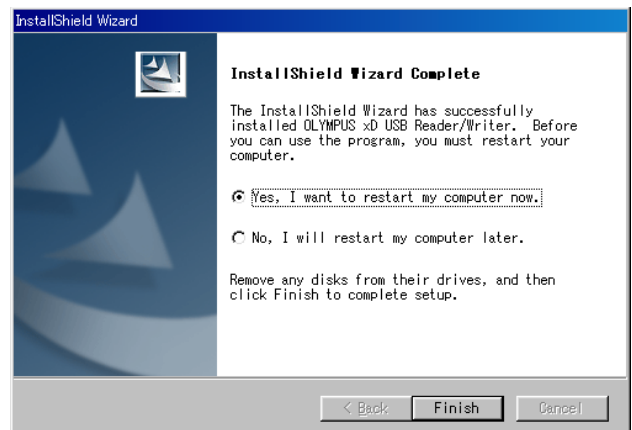 InstallShield Wizard
InstallShield Wizard Complete
The InstallShield Wizard has successfully
installed OLYMPUS xD USB Reader/Writer.  Before
you can use the program, you must restart your
computer.
Yes, I want to restart my computer now.
No, I will restart my computer later.
Remove any disks from their drives, and then
click Finish to complete setup.
< Back
Finish
Cancel